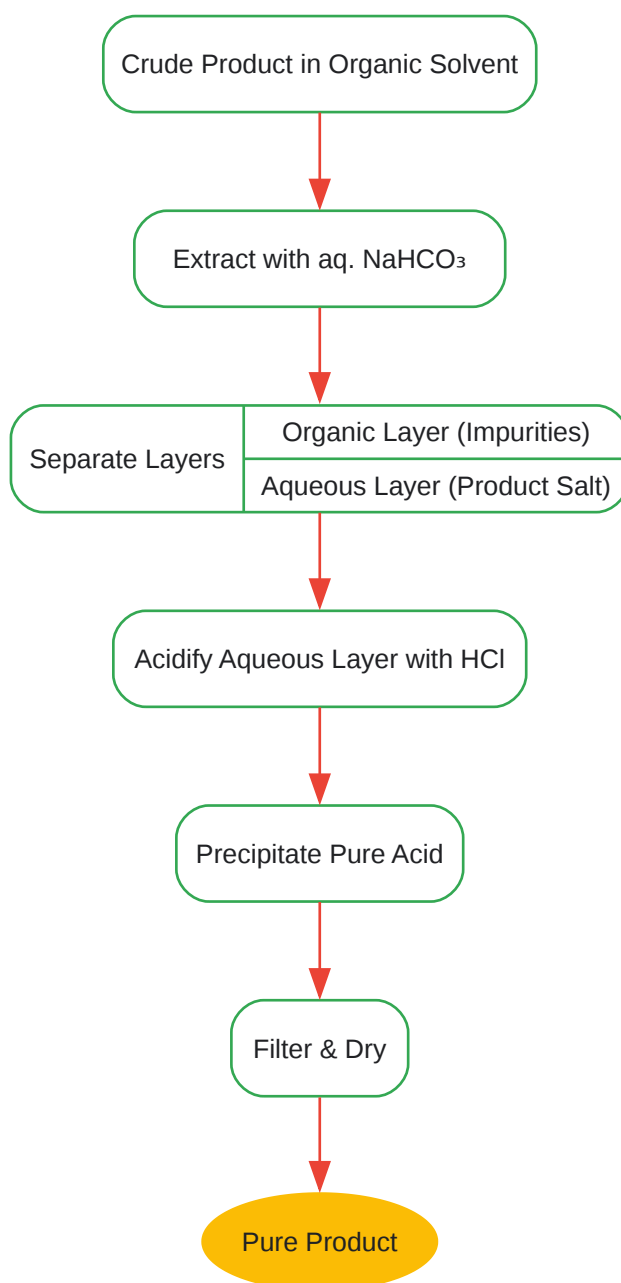 Crude Product in Organic Solvent
Extract with aq. NaHCO₃
Separate Layers
Organic Layer (Impurities)
Aqueous Layer (Product Salt)
Acidify Aqueous Layer with HCl
Precipitate Pure Acid
Filter & Dry
Pure Product